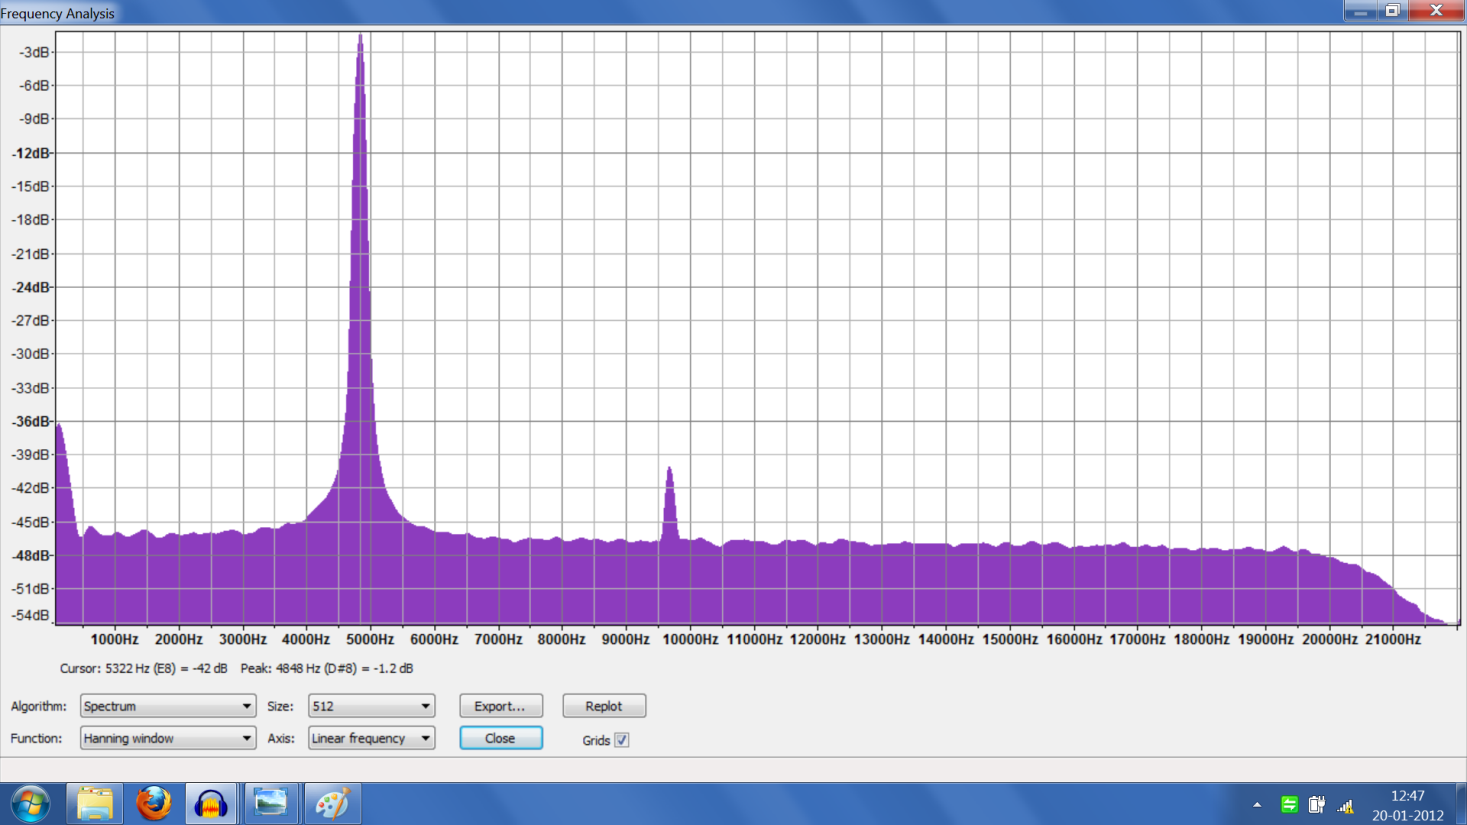 Frequency Analysis
-3dB
-6dB
-9dB
-12dB
-15dB
-18dB
-21dB
-24dB
-27dB
-30dB
-33dB
-36dB
-39dB
-42dB
-45dB
-48dB
-51dB
-54dB
1000Hz 2000Hz 3000Hz 4000Hz 5000Hz 6000Hz 7000Hz 8000Hz 9000Hz 10000Hz 11000Hz 12000Hz 13000Hz 14000Hz 15000Hz 16000Hz 17000Hz 18000Hz 19000Hz 20000Hz 21000Hz
Cursor: 5322 Hz (E8) = -42 dB Peak: 4848 Hz (D#8) = -1.2 dB
Algorithm: Spectrum Size: 512 Export... Replot
Function: Hanning window Axis: Linear frequency Close Grids
12:47
20-01-2012